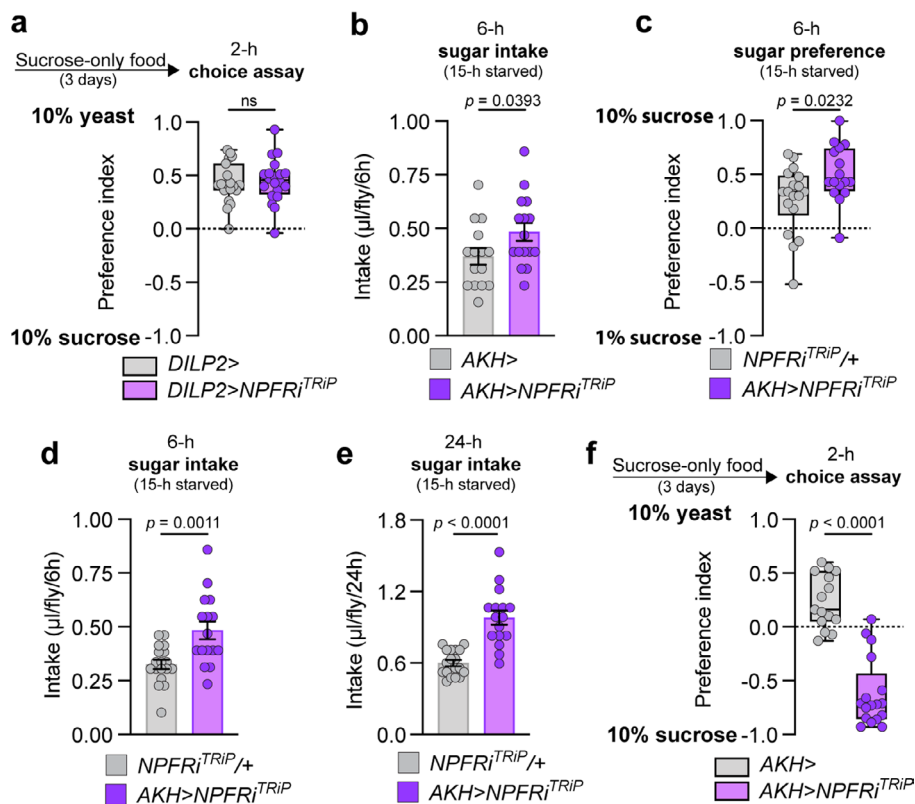 a
Sucrose-only food
(3 days)
2-h
choice assay
ns
10% yeast
1.0
0.5
0.0
-0.5
-1.0
Preference index
10% sucrose
DILP2>
DILP2>NPFRi^TRiP
b
6-h
sugar intake
(15-h starved)
p = 0.0393
1.00
0.75
0.50
0.25
0.00
Intake (µl/fly/6h)
AKH>
AKH>NPFRi^TRiP
c
6-h
sugar preference
(15-h starved)
p = 0.0232
10% sucrose
1.0
0.5
0.0
-0.5
-1.0
Preference index
1% sucrose
NPFRi^TRiP/+
AKH>NPFRi^TRiP
d
6-h
sugar intake
(15-h starved)
p = 0.0011
1.00
0.75
0.50
0.25
0.00
Intake (µl/fly/6h)
NPFRi^TRiP/+
AKH>NPFRi^TRiP
e
24-h
sugar intake
(15-h starved)
p < 0.0001
1.8
1.2
0.6
0.0
Intake (µl/fly/24h)
NPFRi^TRiP/+
AKH>NPFRi^TRiP
f
Sucrose-only food
(3 days)
2-h
choice assay
10% yeast
p < 0.0001
1.0
0.5
0.0
-0.5
-1.0
Preference index
10% sucrose
AKH>
AKH>NPFRi^TRiP